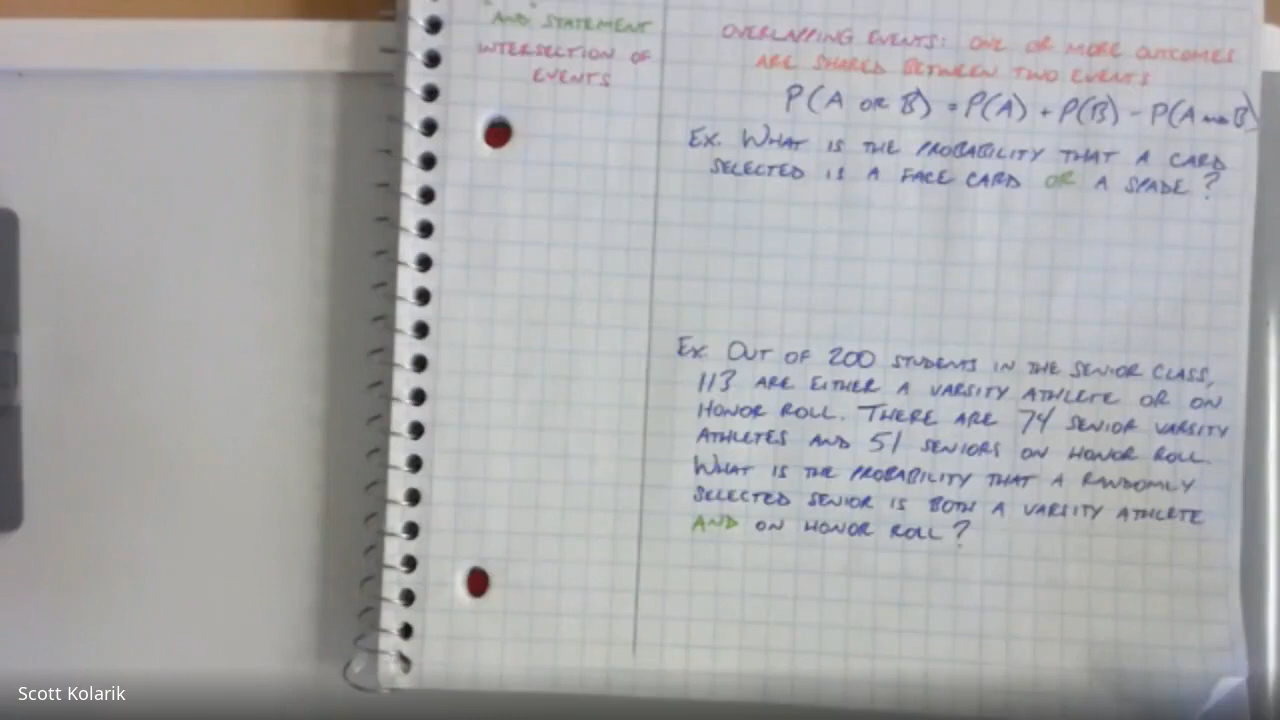 "AND" STATEMENT
INTERSECTION OF
EVENTS
OVERLAPPING EVENTS: ONE OR MORE OUTCOMES
ARE SHARED BETWEEN TWO EVENTS
P(A OR B) = P(A) + P(B) - P(A AND B)
EX. WHAT IS THE PROBABILITY THAT A CARD
SELECTED IS A FACE CARD OR A SPADE?
EX. OUT OF 200 STUDENTS IN THE SENIOR CLASS,
113 ARE EITHER A VARSITY ATHLETE OR ON
HONOR ROLL. THERE ARE 74 SENIOR VARSITY
ATHLETES AND 51 SENIORS ON HONOR ROLL.
WHAT IS THE PROBABILITY THAT A RANDOMLY
SELECTED SENIOR IS BOTH A VARSITY ATHLETE
AND ON HONOR ROLL?
Scott Kolarik